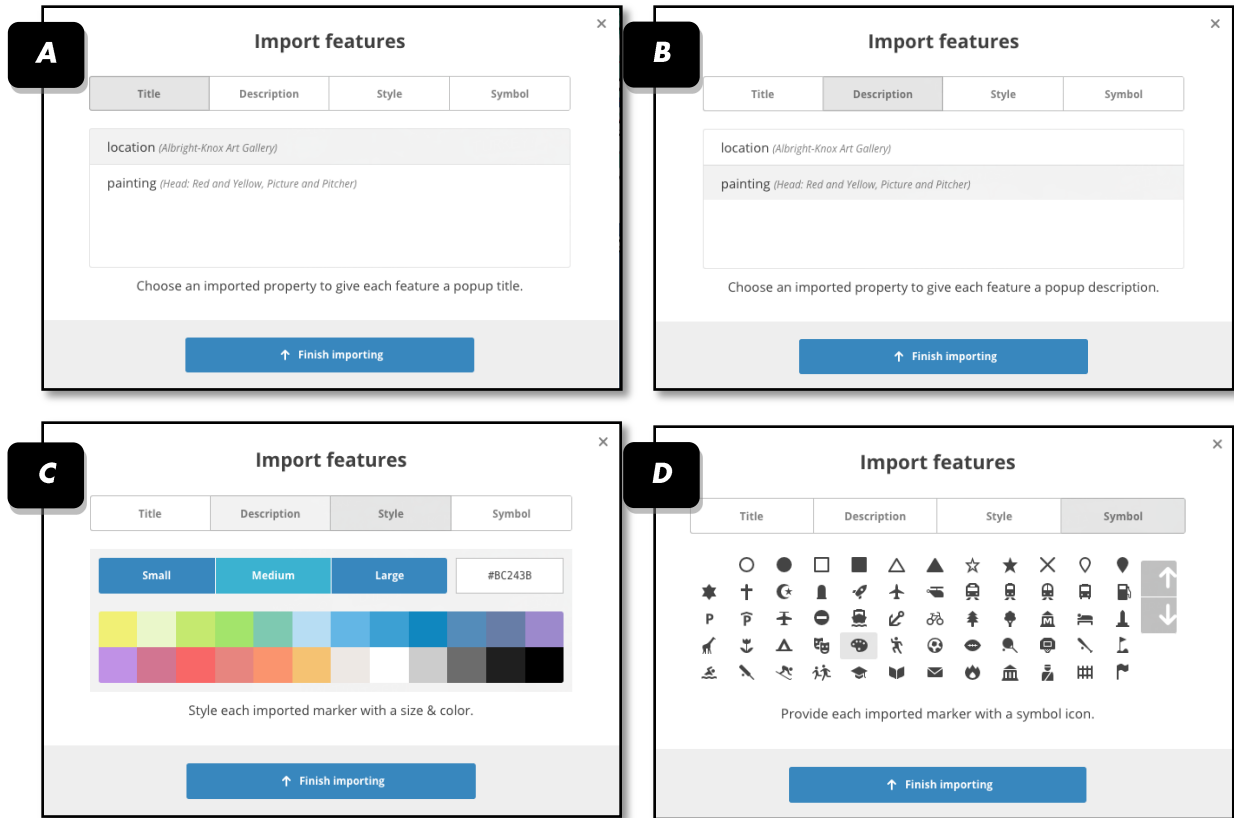 A
Import features
×
Title Description Style Symbol
location (Albright-Knox Art Gallery)
painting (Head: Red and Yellow, Picture and Pitcher)
Choose an imported property to give each feature a popup title.
Finish importing
B
Import features
×
Title Description Style Symbol
location (Albright-Knox Art Gallery)
painting (Head: Red and Yellow, Picture and Pitcher)
Choose an imported property to give each feature a popup description.
Finish importing
C
Import features
×
Title Description Style Symbol
Small Medium Large #BC243B
Style each imported marker with a size & color.
Finish importing
D
Import features
×
Title Description Style Symbol
M
P P
Provide each imported marker with a symbol icon.
Finish importing